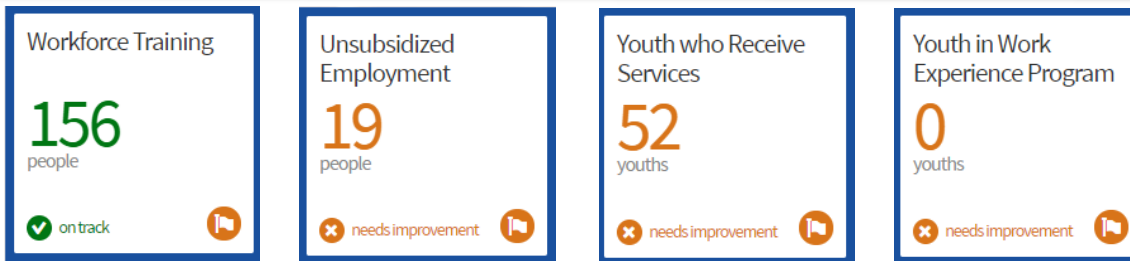 Workforce Training
156
people
on track
Unsubsidized
Employment
19
people
needs improvement
Youth who Receive
Services
52
youths
needs improvement
Youth in Work
Experience Program
0
youths
needs improvement